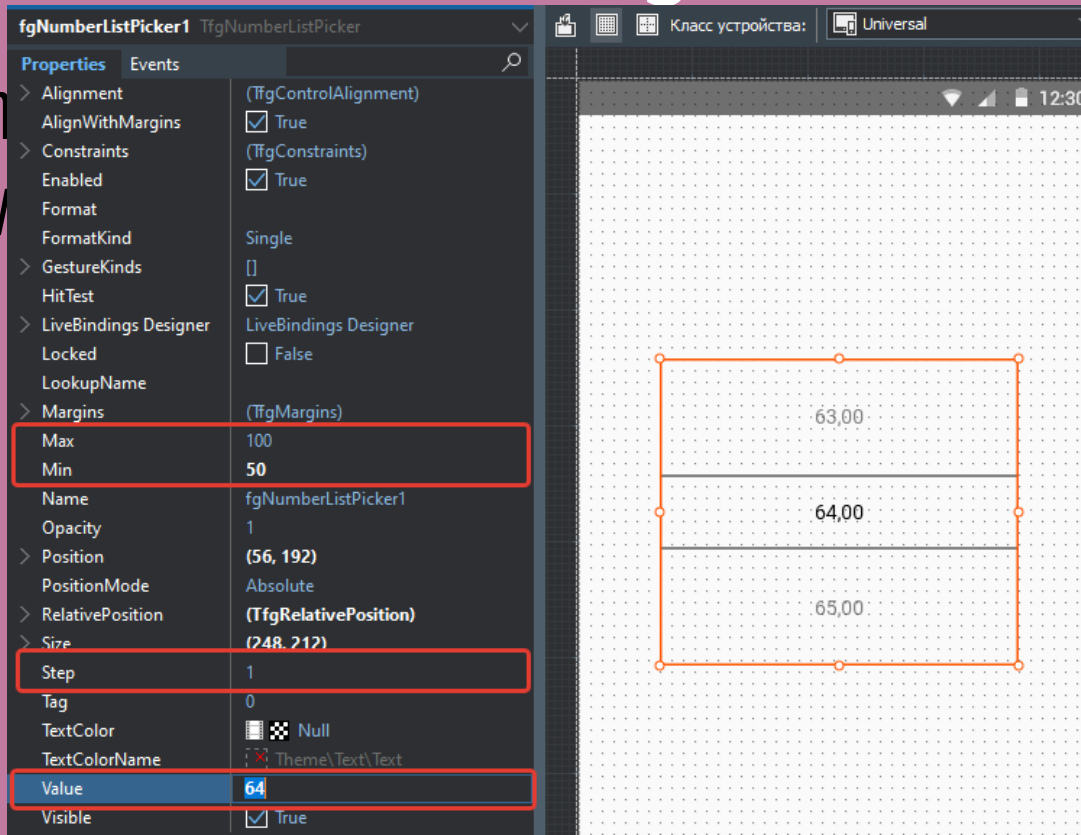 fgNumberListPicker1 TfgNumberListPicker
Класс устройства: Universal
Properties Events
Alignment (TfgControlAlignment)
12:30
AlignWithMargins True
Constraints (TfgConstraints)
Enabled True
Format
FormatKind Single
GestureKinds []
HitTest True
LiveBindings Designer LiveBindings Designer
Locked False
LookupName
Margins (TfgMargins)
Max 100
Min 50
Name fgNumberListPicker1
Opacity 1
Position (56, 192)
PositionMode Absolute
RelativePosition (TfgRelativePosition)
Size (248, 212)
Step 1
Tag 0
TextColor Null
TextColorName Theme\Text\Text
Value 64
Visible True
63,00
64,00
65,00